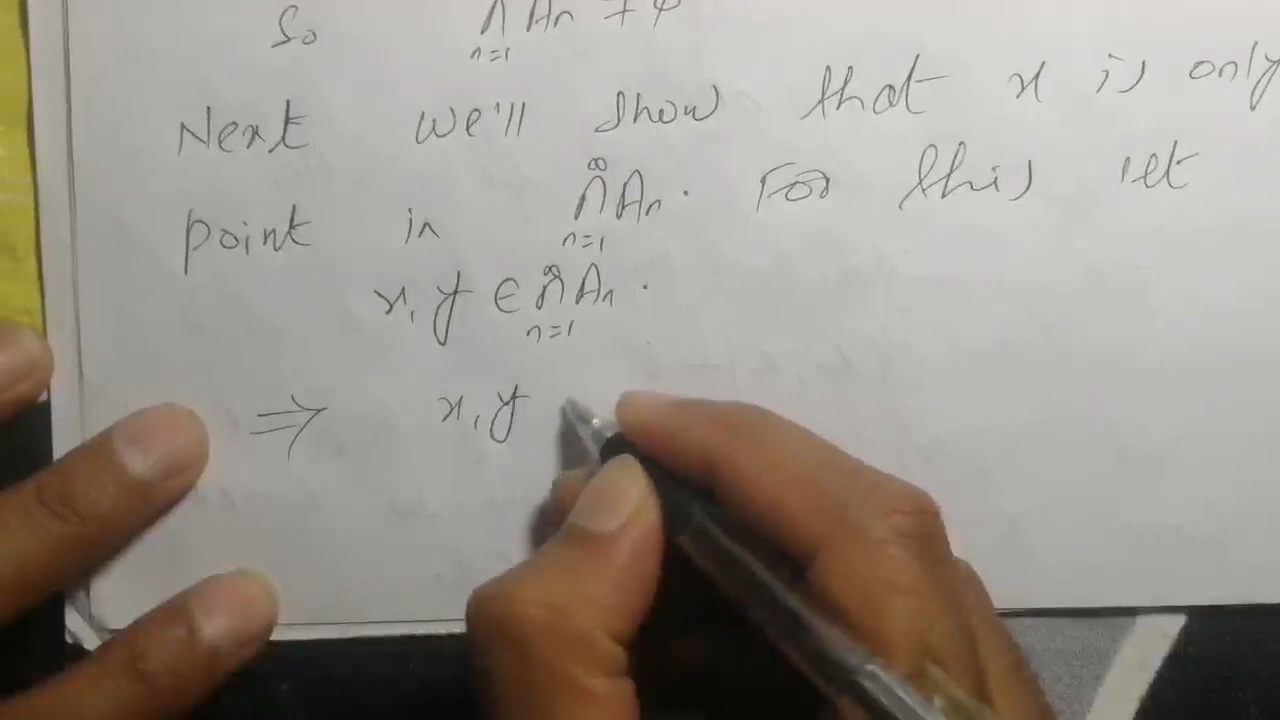 So ∩ An ≠ φ
n=1
Next we'll show that x is only
point in ∞∩n=1 An. For this let
x, y ∈ ∞∩n=1 An.
⇒ x, y